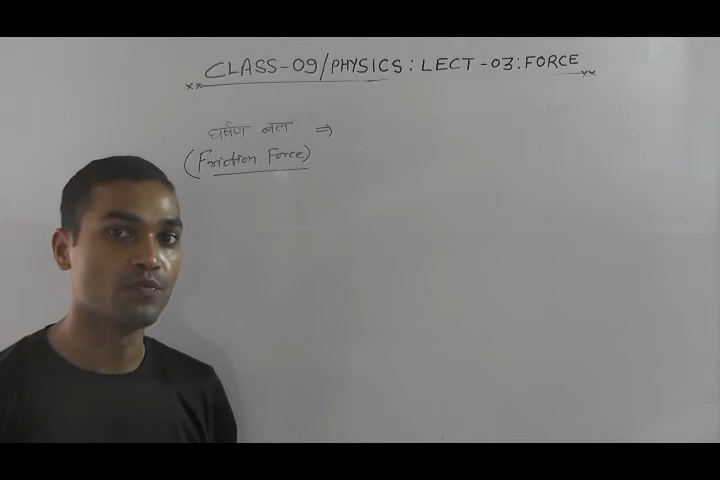 CLASS-09/PHYSICS: LECT-03: FORCE
घर्षण बल ⇒
(Friction Force)